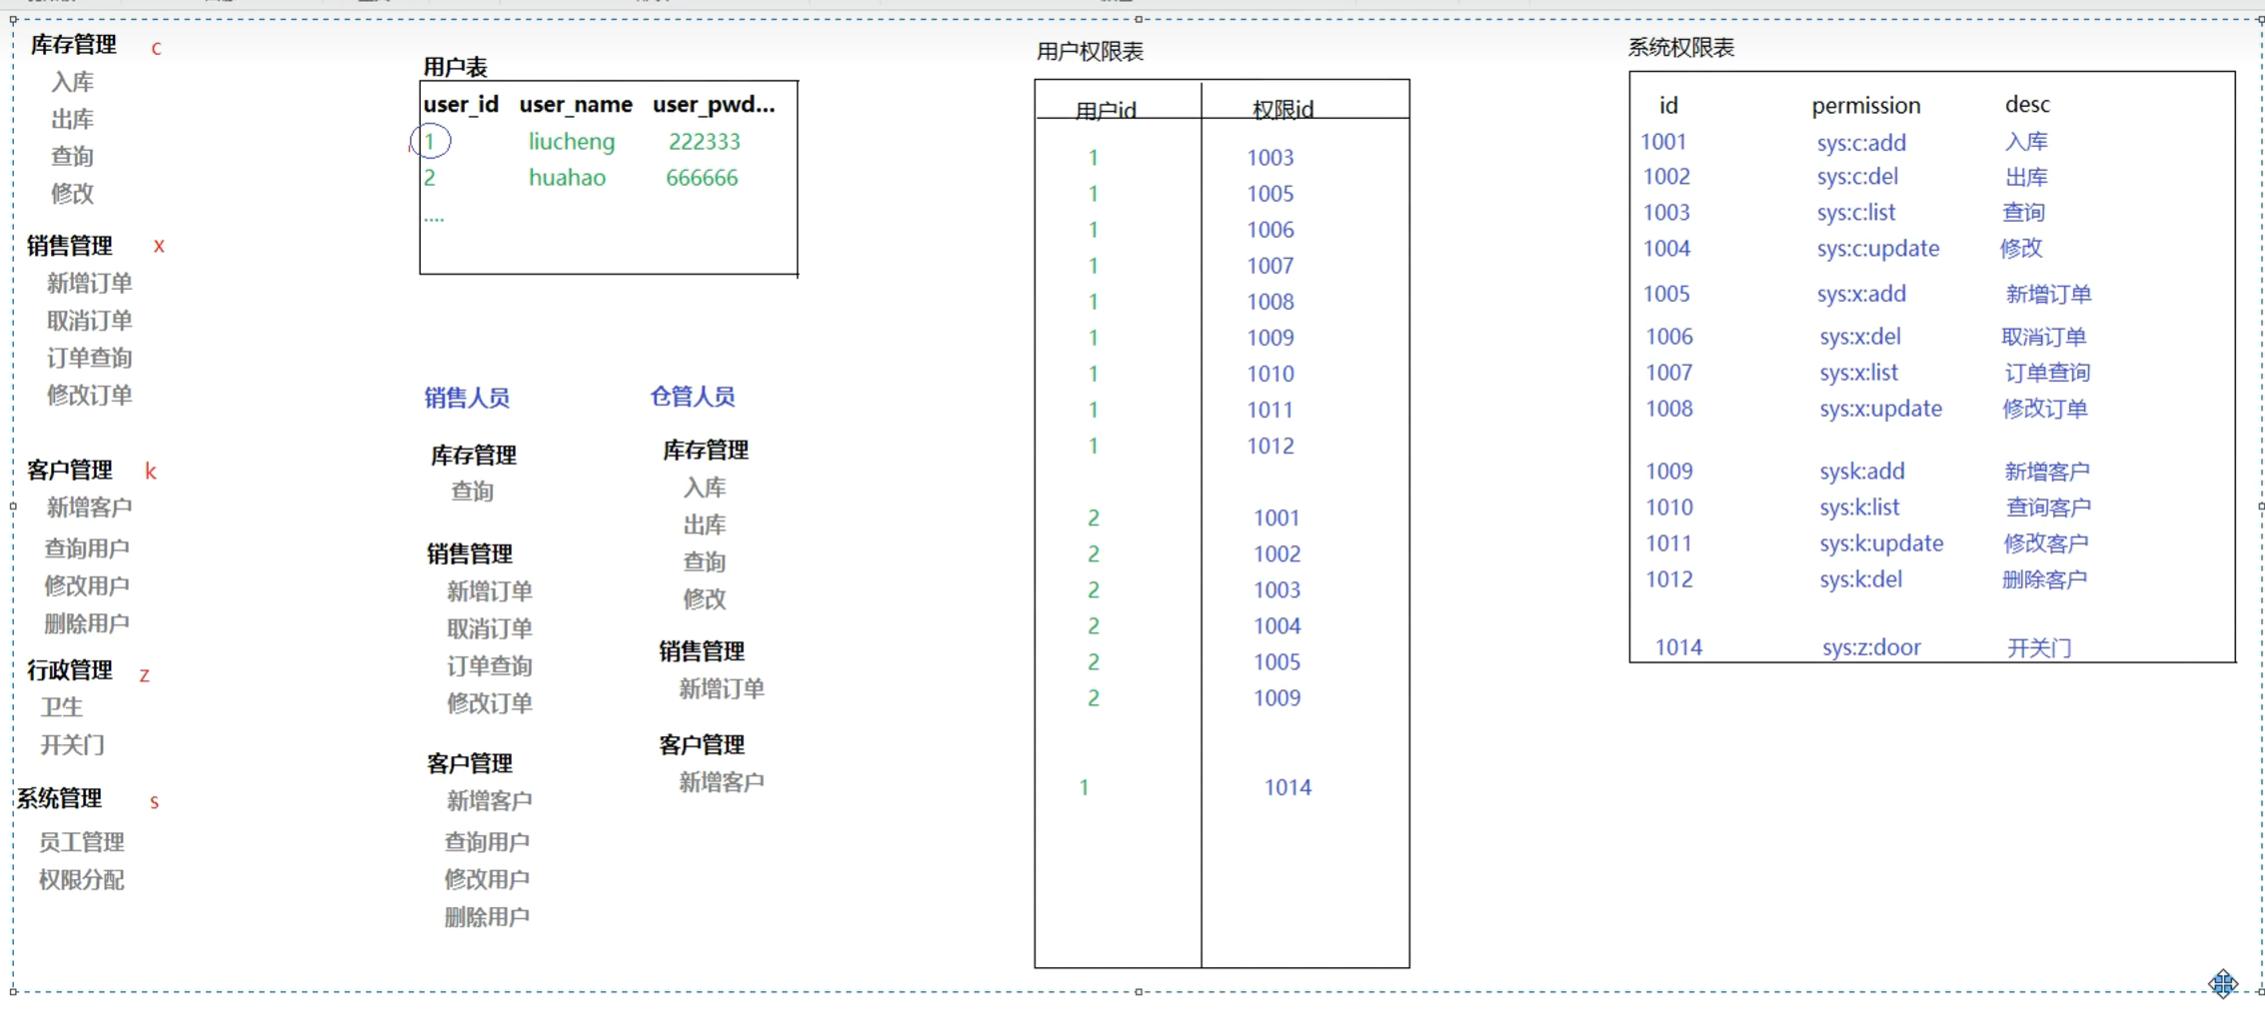 库存管理 c
入库
出库
查询
修改
销售管理 x
新增订单
取消订单
订单查询
修改订单
客户管理 k
新增客户
查询用户
修改用户
删除用户
行政管理 z
卫生
开关门
系统管理 s
员工管理
权限分配
用户表
user_id user_name user_pwd...
1 liucheng 222333
2 huahao 666666
....
销售人员
库存管理
查询
销售管理
新增订单
取消订单
订单查询
修改订单
客户管理
新增客户
查询用户
修改用户
删除用户
仓管人员
库存管理
入库
出库
查询
修改
销售管理
新增订单
客户管理
新增客户
用户权限表
用户id 权限id
1 1003
1 1005
1 1006
1 1007
1 1008
1 1009
1 1010
1 1011
1 1012
2 1001
2 1002
2 1003
2 1004
2 1005
2 1009
1 1014
系统权限表
id permission desc
1001 sys:c:add 入库
1002 sys:c:del 出库
1003 sys:c:list 查询
1004 sys:c:update 修改
1005 sys:x:add 新增订单
1006 sys:x:del 取消订单
1007 sys:x:list 订单查询
1008 sys:x:update 修改订单
1009 sysk:add 新增客户
1010 sys:k:list 查询客户
1011 sys:k:update 修改客户
1012 sys:k:del 删除客户
1014 sys:z:door 开关门